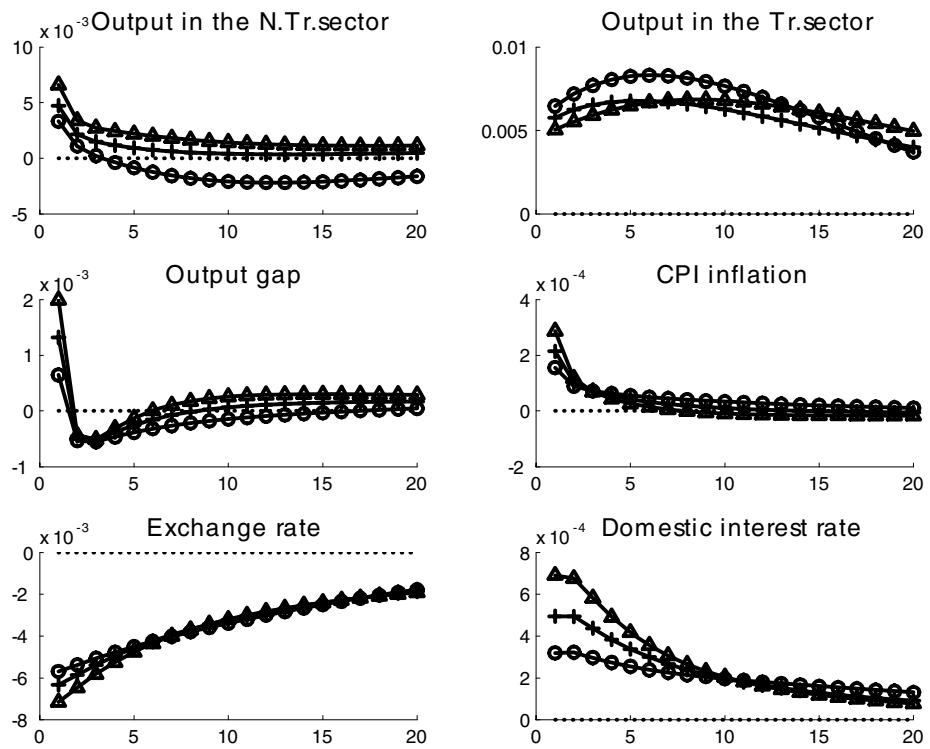 x 10 -3 Output in the N.Tr.sector
10
5
0
-5
0 5 10 15 20
Output in the Tr.sector
0.01
0.005
0
0 5 10 15 20
Output gap
x 10 -3
2
1
0
-1
0 5 10 15 20
CPI inflation
x 10 -4
4
2
0
-2
0 5 10 15 20
Exchange rate
x 10 -3
0
-2
-4
-6
-8
0 5 10 15 20
Domestic interest rate
x 10 -4
8
6
4
2
0
0 5 10 15 20